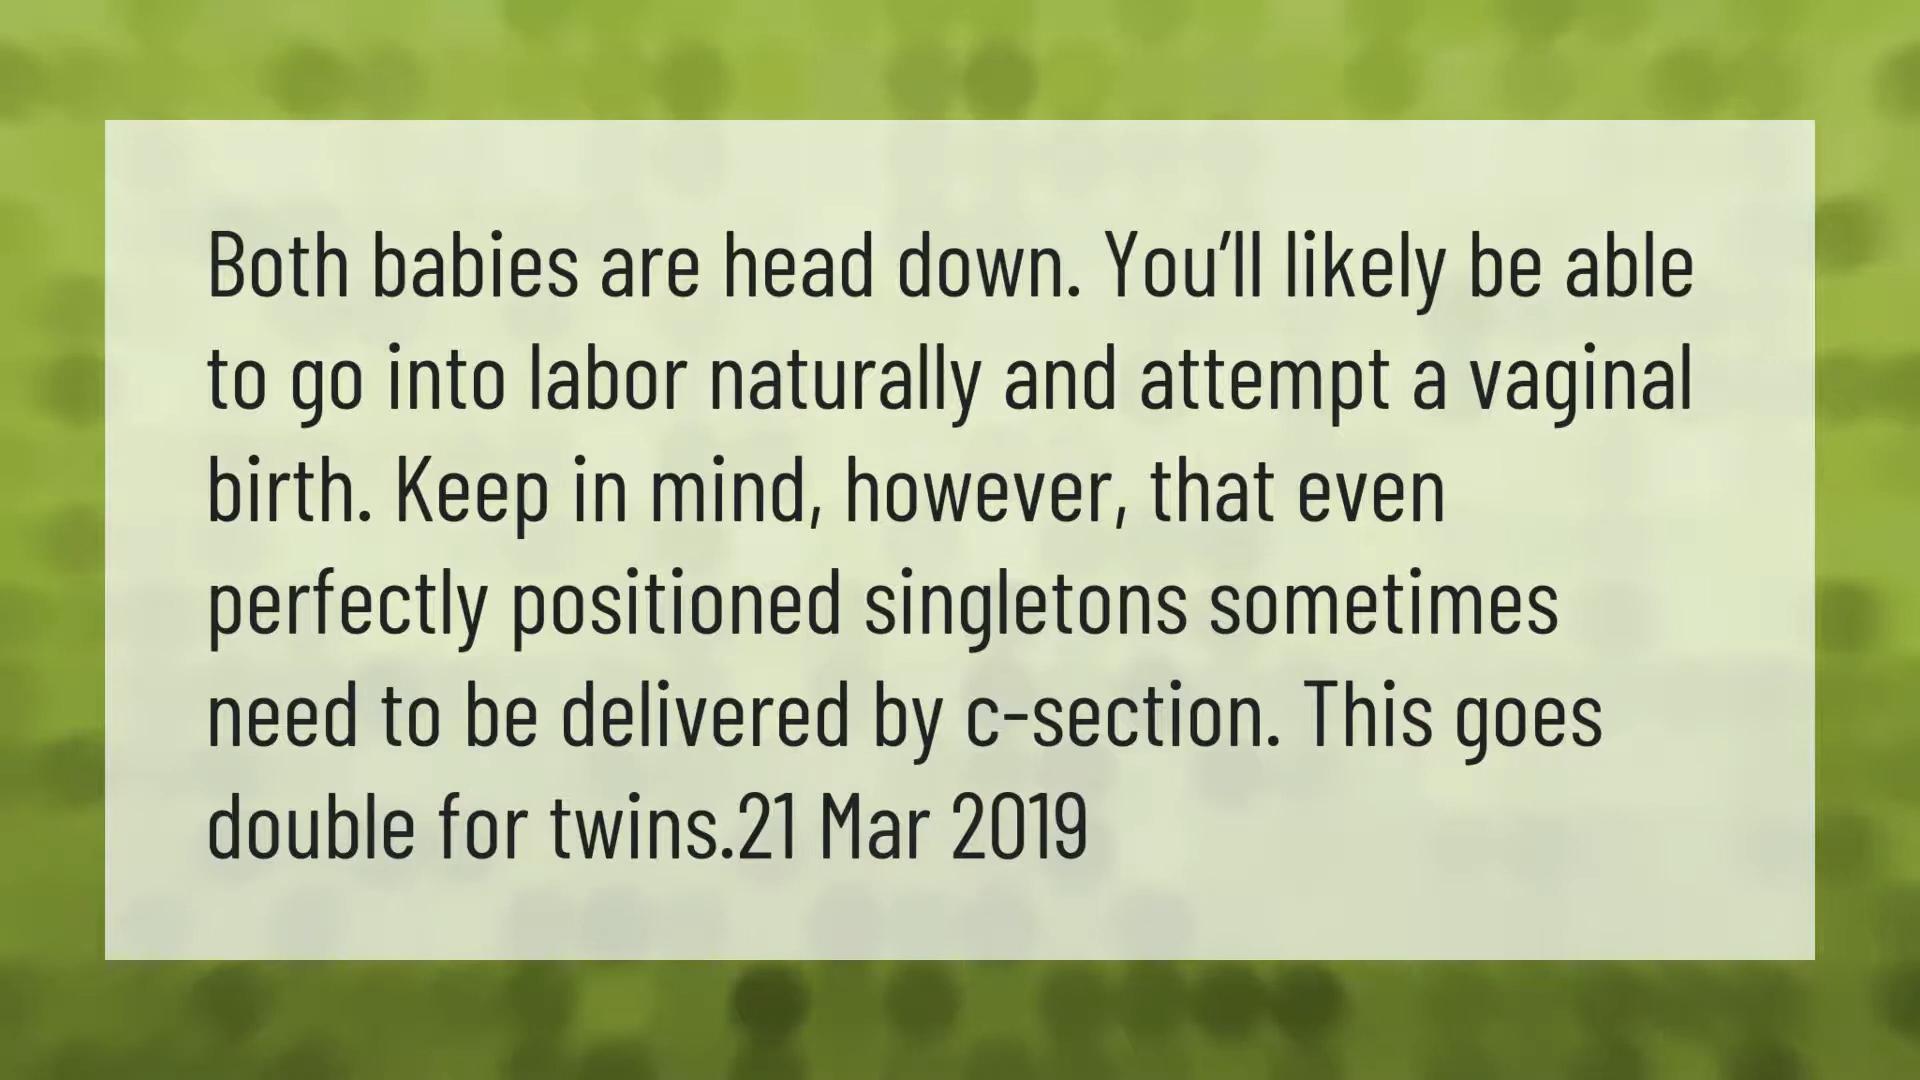 Both babies are head down. You’ll likely be able
to go into labor naturally and attempt a vaginal
birth. Keep in mind, however, that even
perfectly positioned singletons sometimes
need to be delivered by c-section. This goes
double for twins.21 Mar 2019